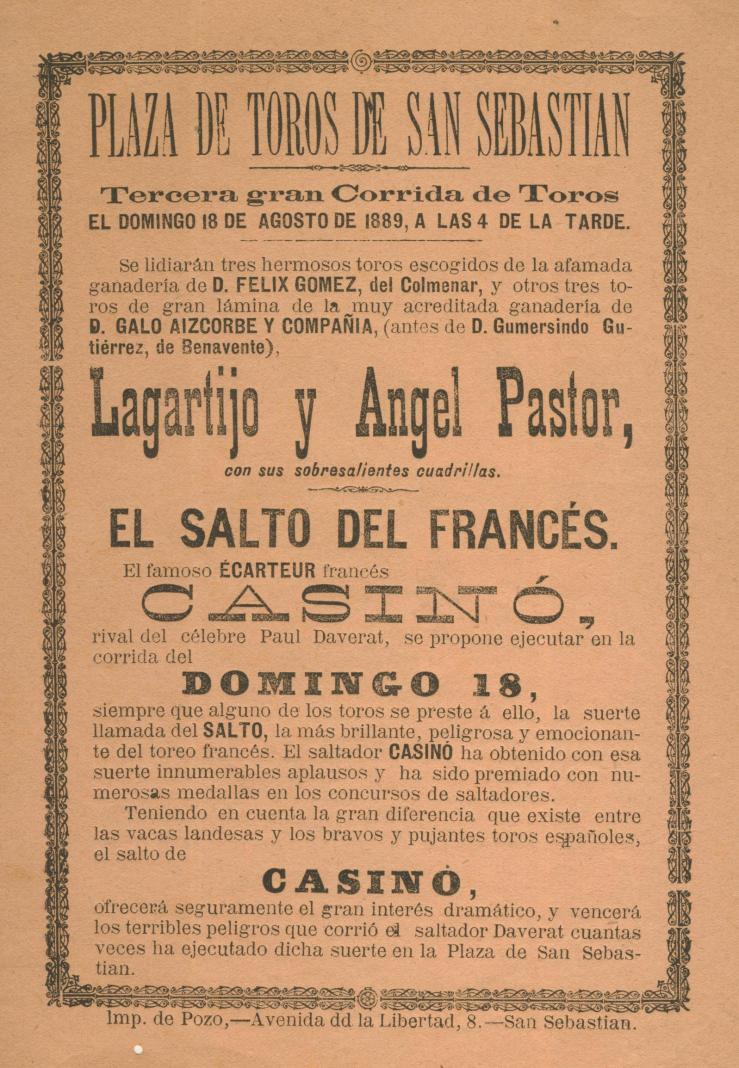 PLAZA DE TOROS DE SAN SEBASTIAN
Tercera gran Corrida de Toros
EL DOMINGO 18 DE AGOSTO DE 1889, A LAS 4 DE LA TARDE.
Se lidiarán tres hermosos toros escogidos de la afamada
ganadería de D. FELIX GOMEZ, del Colmenar, y otros tres to-
ros de gran lámina de la muy acreditada ganadería de
D. GALO AIZCORBE Y COMPAÑIA, (antes de D. Gumersindo Gu-
tiérrez, de Benavente),
Lagartijo y Angel Pastor,
con sus sobresalientes cuadrillas.
EL SALTO DEL FRANCÉS.
El famoso ÉCARTEUR francés
CASINÓ,
rival del célebre Paul Daverat, se propone ejecutar en la
corrida del
DOMINGO 18,
siempre que alguno de los toros se preste á ello, la suerte
llamada del SALTO, la más brillante, peligrosa y emocionan-
te del toreo francés. El saltador CASINÓ ha obtenido con esa
suerte innumerables aplausos y ha sido premiado con nu-
merosas medallas en los concursos de saltadores.
Teniendo en cuenta la gran diferencia que existe entre
las vacas landesas y los bravos y pujantes toros españoles,
el salto de
CASINÓ,
ofrecerá seguramente el gran interés dramático, y vencerá
los terribles peligros que corrió el saltador Daverat cuantas
veces ha ejecutado dicha suerte en la Plaza de San Sebas-
tian.
Imp. de Pozo,—Avenida dd la Libertad, 8.—San Sebastian.